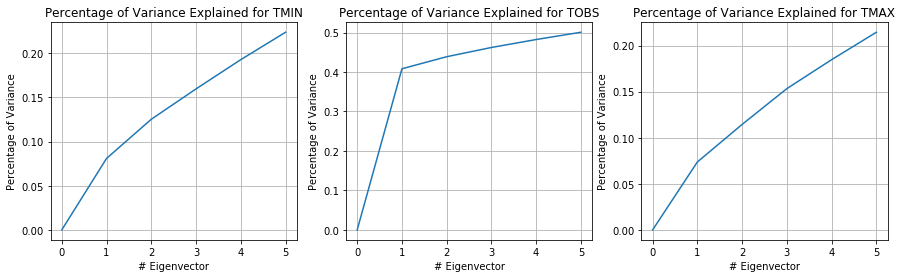 Percentage of Variance Explained for TMIN
Percentage of Variance
0.20
0.15
0.10
0.05
0.00
0 1 2 3 4 5
# Eigenvector
Percentage of Variance Explained for TOBS
Percentage of Variance
0.5
0.4
0.3
0.2
0.1
0.0
0 1 2 3 4 5
# Eigenvector
Percentage of Variance Explained for TMAX
Percentage of Variance
0.20
0.15
0.10
0.05
0.00
0 1 2 3 4 5
# Eigenvector